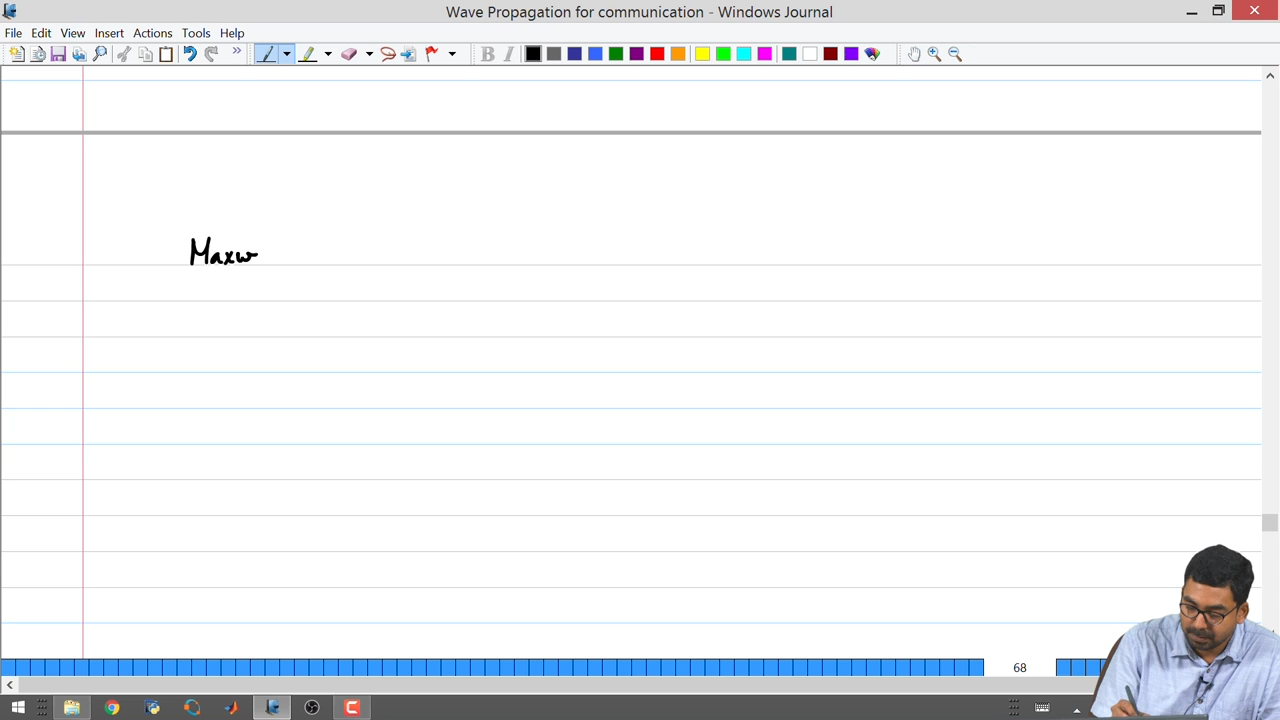 Wave Propagation for communication - Windows Journal
File Edit View Insert Actions Tools Help
B I
Maxw
68